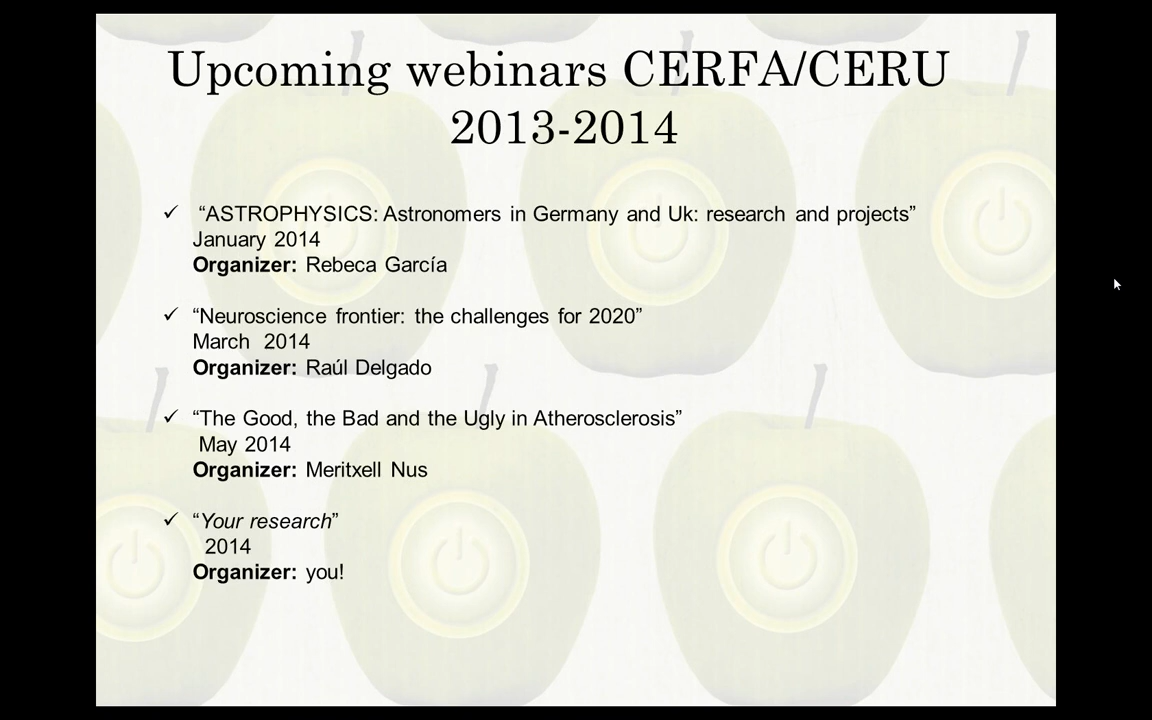 Upcoming webinars CERFA/CERU
2013-2014
✓ “ASTROPHYSICS: Astronomers in Germany and Uk: research and projects”
January 2014
Organizer: Rebeca García
✓ “Neuroscience frontier: the challenges for 2020”
March 2014
Organizer: Raúl Delgado
✓ “The Good, the Bad and the Ugly in Atherosclerosis”
May 2014
Organizer: Meritxell Nus
✓ “Your research”
2014
Organizer: you!